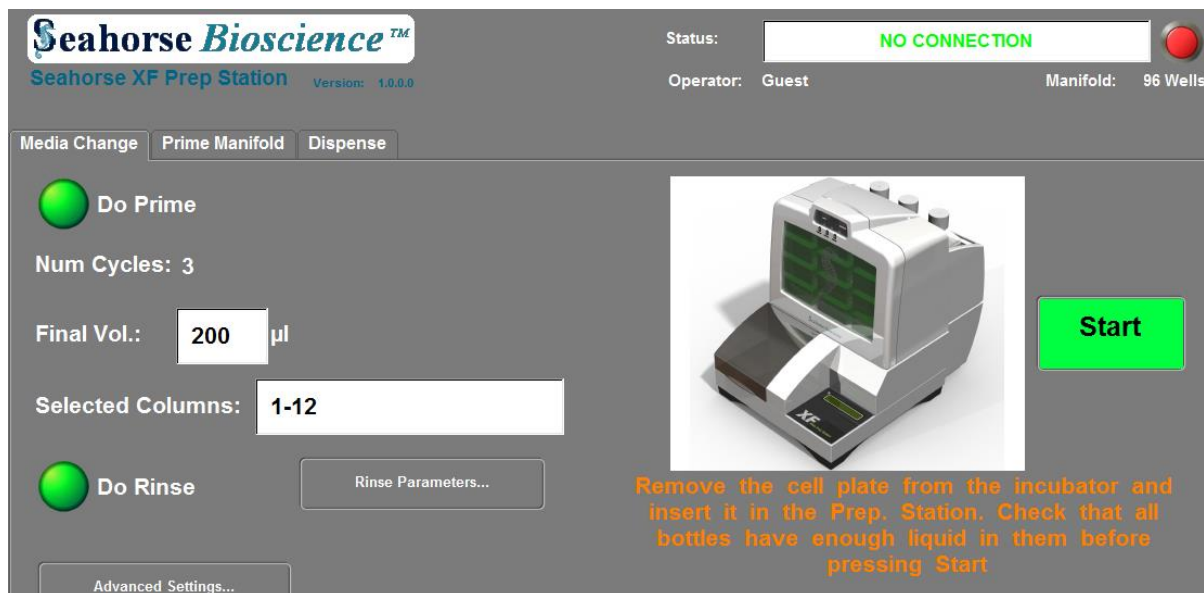 Seahorse Bioscience™
Seahorse XF Prep Station Version: 1.0.0.0
Status: NO CONNECTION
Operator: Guest Manifold: 96 Wells
Media Change Prime Manifold Dispense
Do Prime
Num Cycles: 3
Final Vol.: 200 µl
Selected Columns: 1-12
Do Rinse Rinse Parameters...
Advanced Settings...
XF
Start
Remove the cell plate from the incubator and
insert it in the Prep. Station. Check that all
bottles have enough liquid in them before
pressing Start